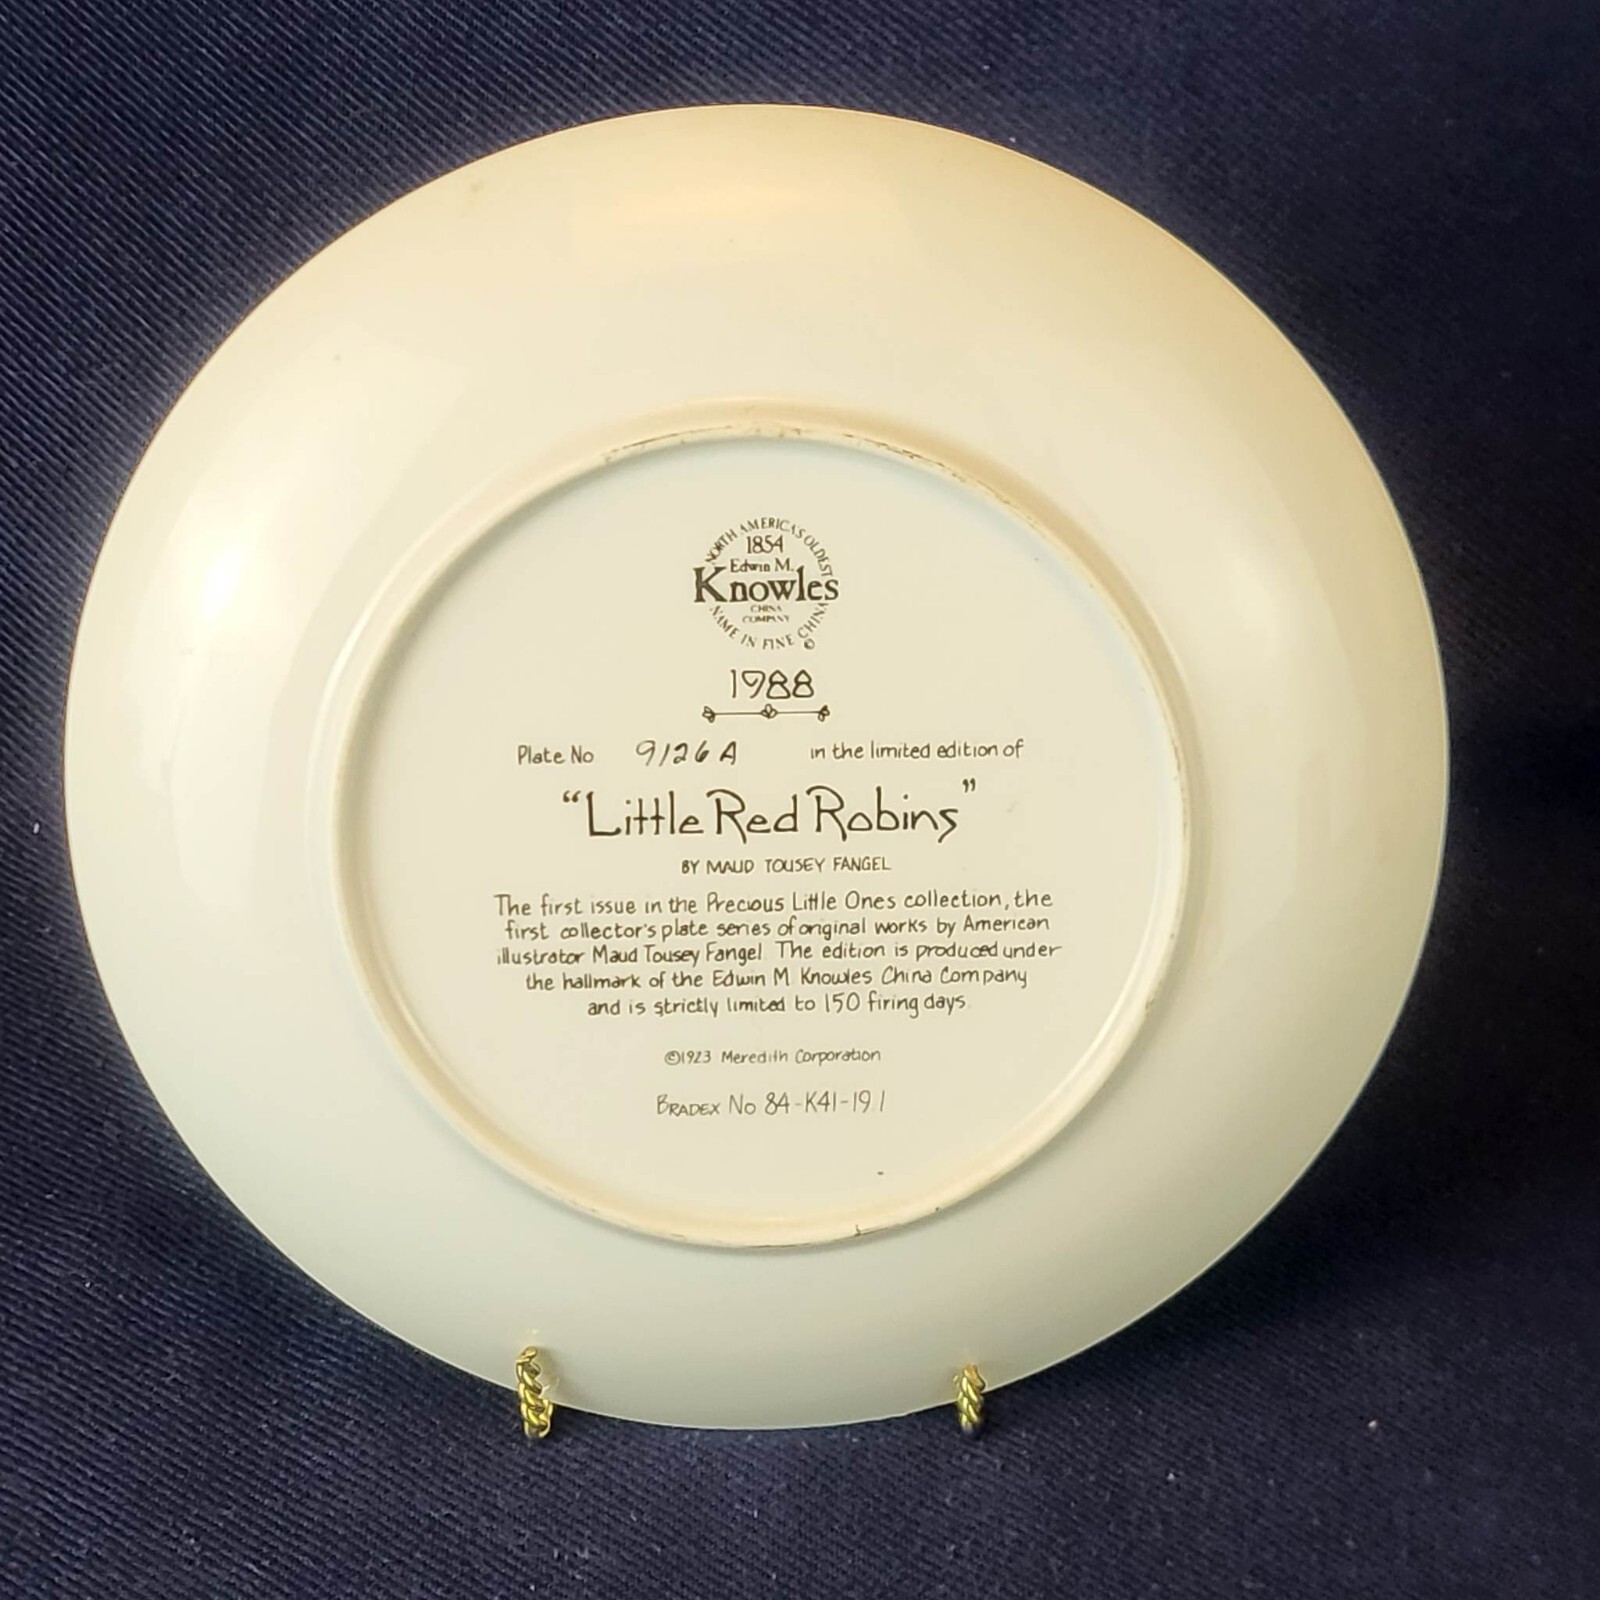 NORTH AMERICA'S OLDEST
1854
Edwin M.
Knowles
CHINA
COMPANY
NAME IN FINE CHINA ©
1988
Plate No 9126A in the limited edition of
"Little Red Robins"
BY MAUD TOUSEY FANGEL
The first issue in the Precious Little Ones collection, the
first collector's plate series of original works by American
illustrator Maud Tousey Fangel. The edition is produced under
the hallmark of the Edwin M Knowles China Company
and is strictly limited to 150 firing days.
©1923 Meredith Corporation
BRADEX No 84-K41-19.1